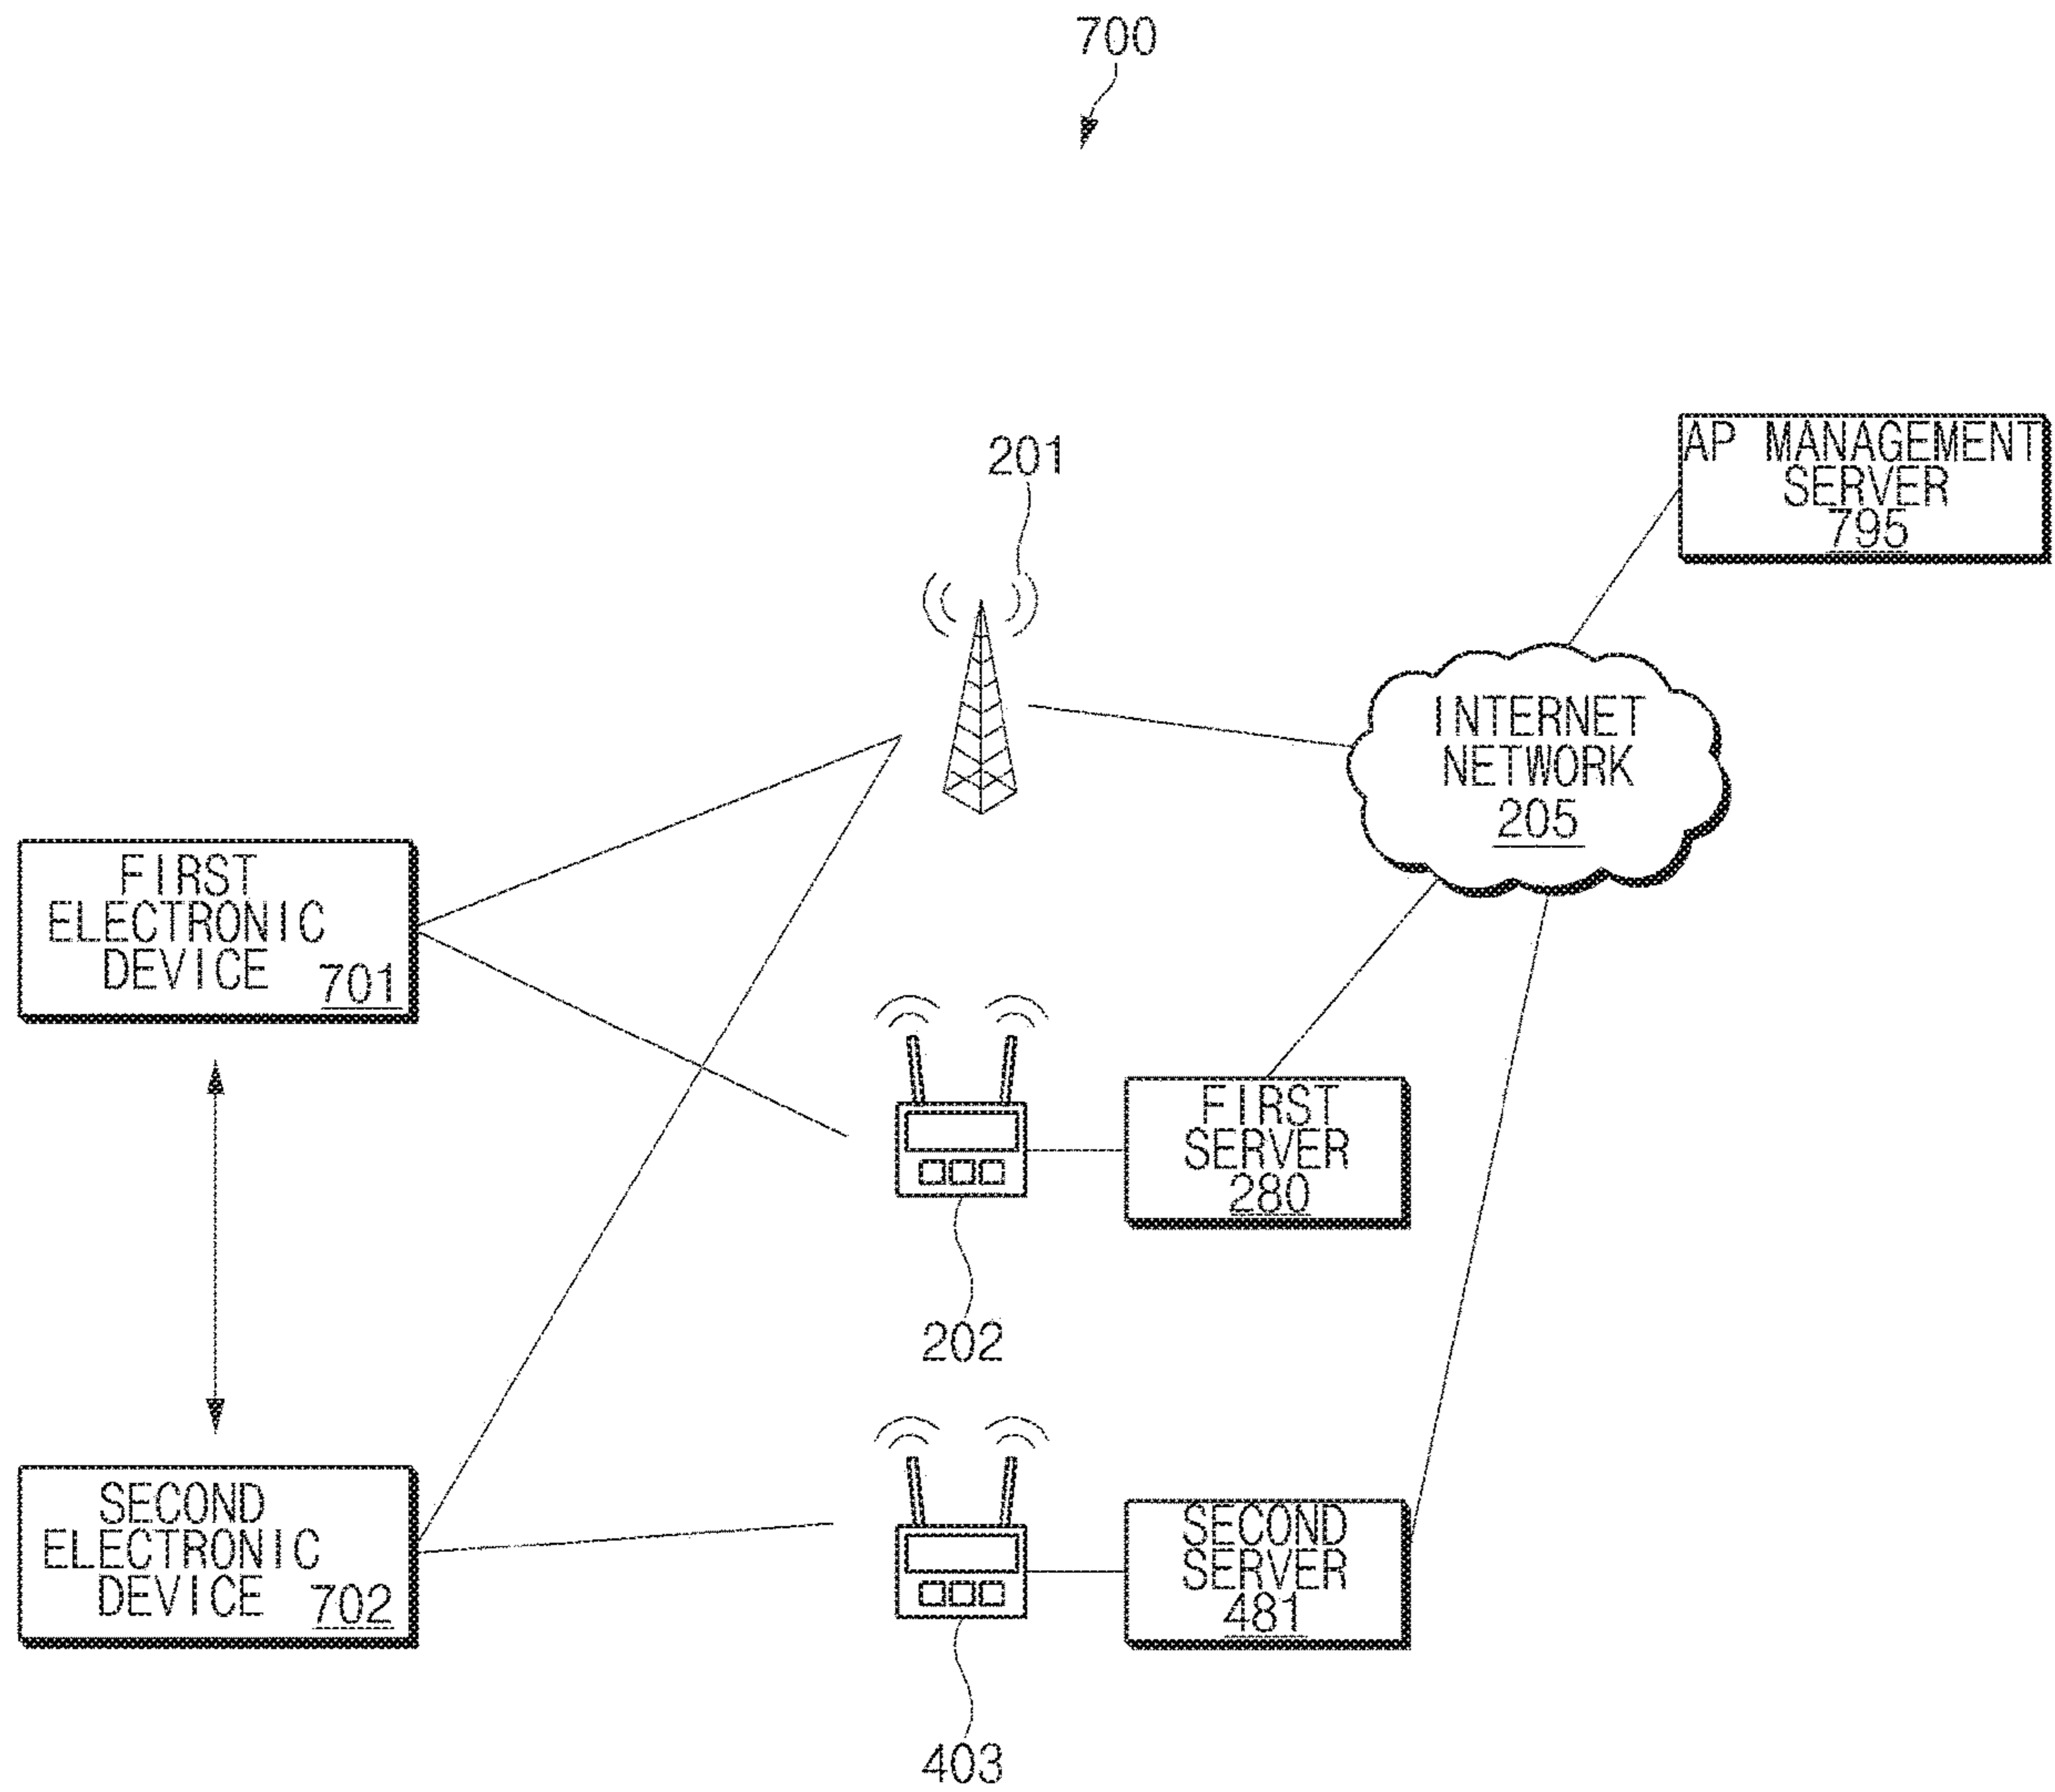 700
201
AP MANAGEMENT
SERVER
795
INTERNET
NETWORK
205
FIRST
ELECTRONIC
DEVICE
701
FIRST
SERVER
280
202
SECOND
ELECTRONIC
DEVICE
702
SECOND
SERVER
481
403